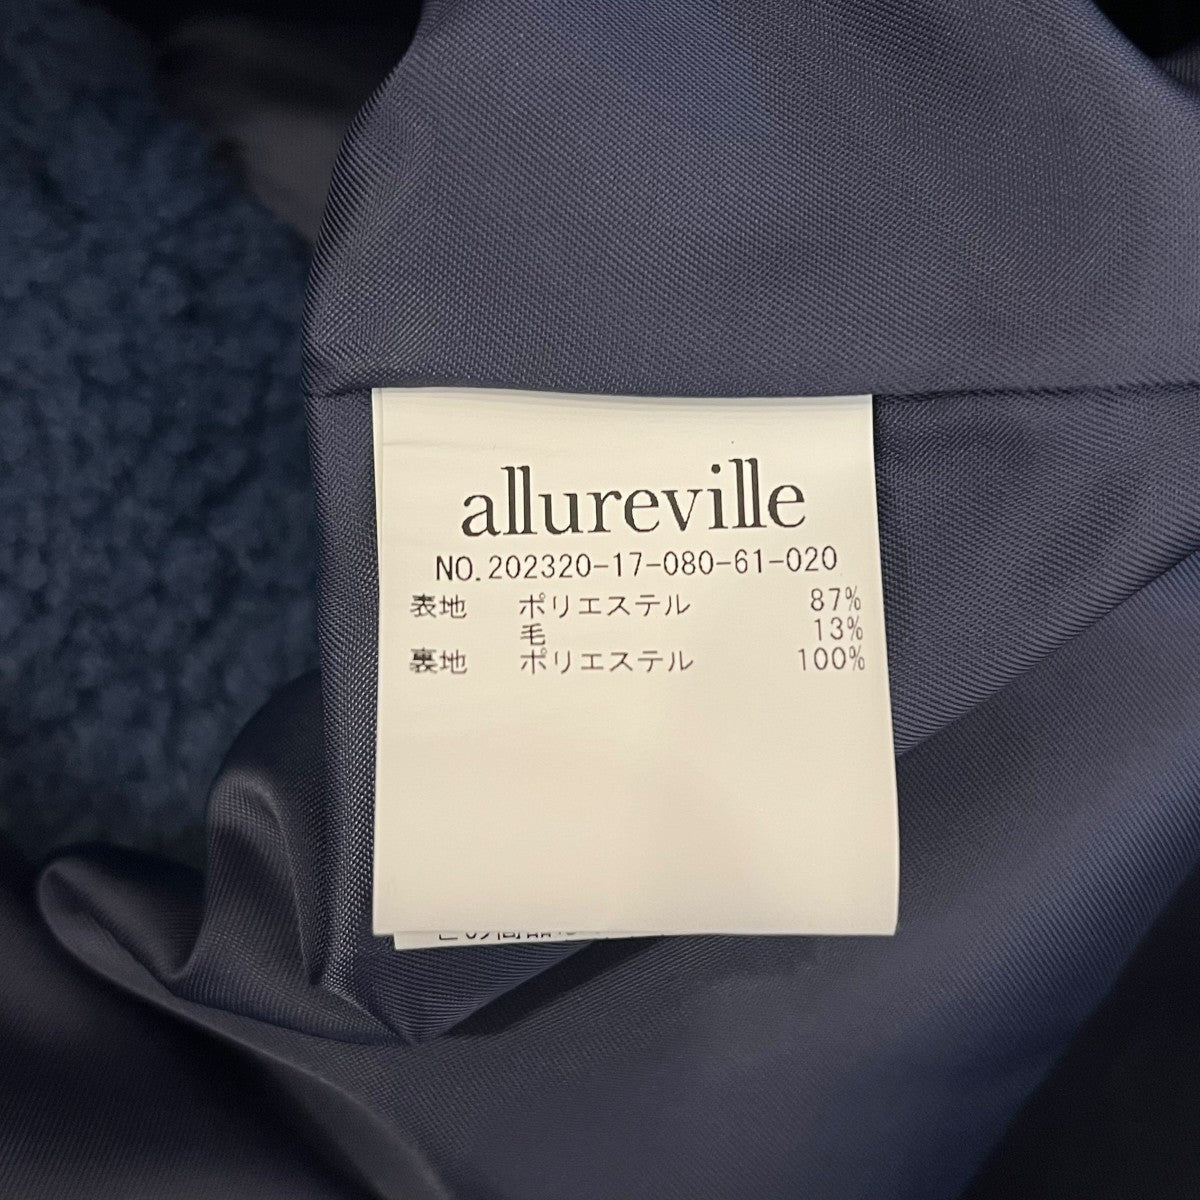 allureville
NO.202320-17-080-61-020
表地 ポリエステル 87%
毛 13%
裏地 ポリエステル 100%